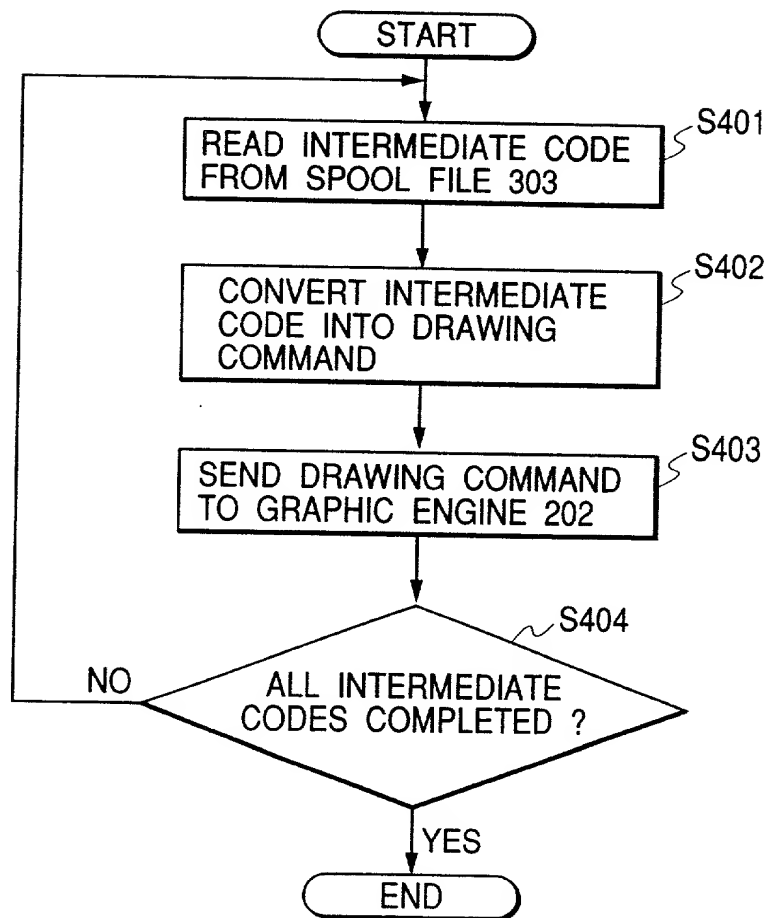 START
READ INTERMEDIATE CODE
FROM SPOOL FILE 303
S401
CONVERT INTERMEDIATE
CODE INTO DRAWING
COMMAND
S402
SEND DRAWING COMMAND
TO GRAPHIC ENGINE 202
S403
S404
NO
ALL INTERMEDIATE
CODES COMPLETED ?
YES
END